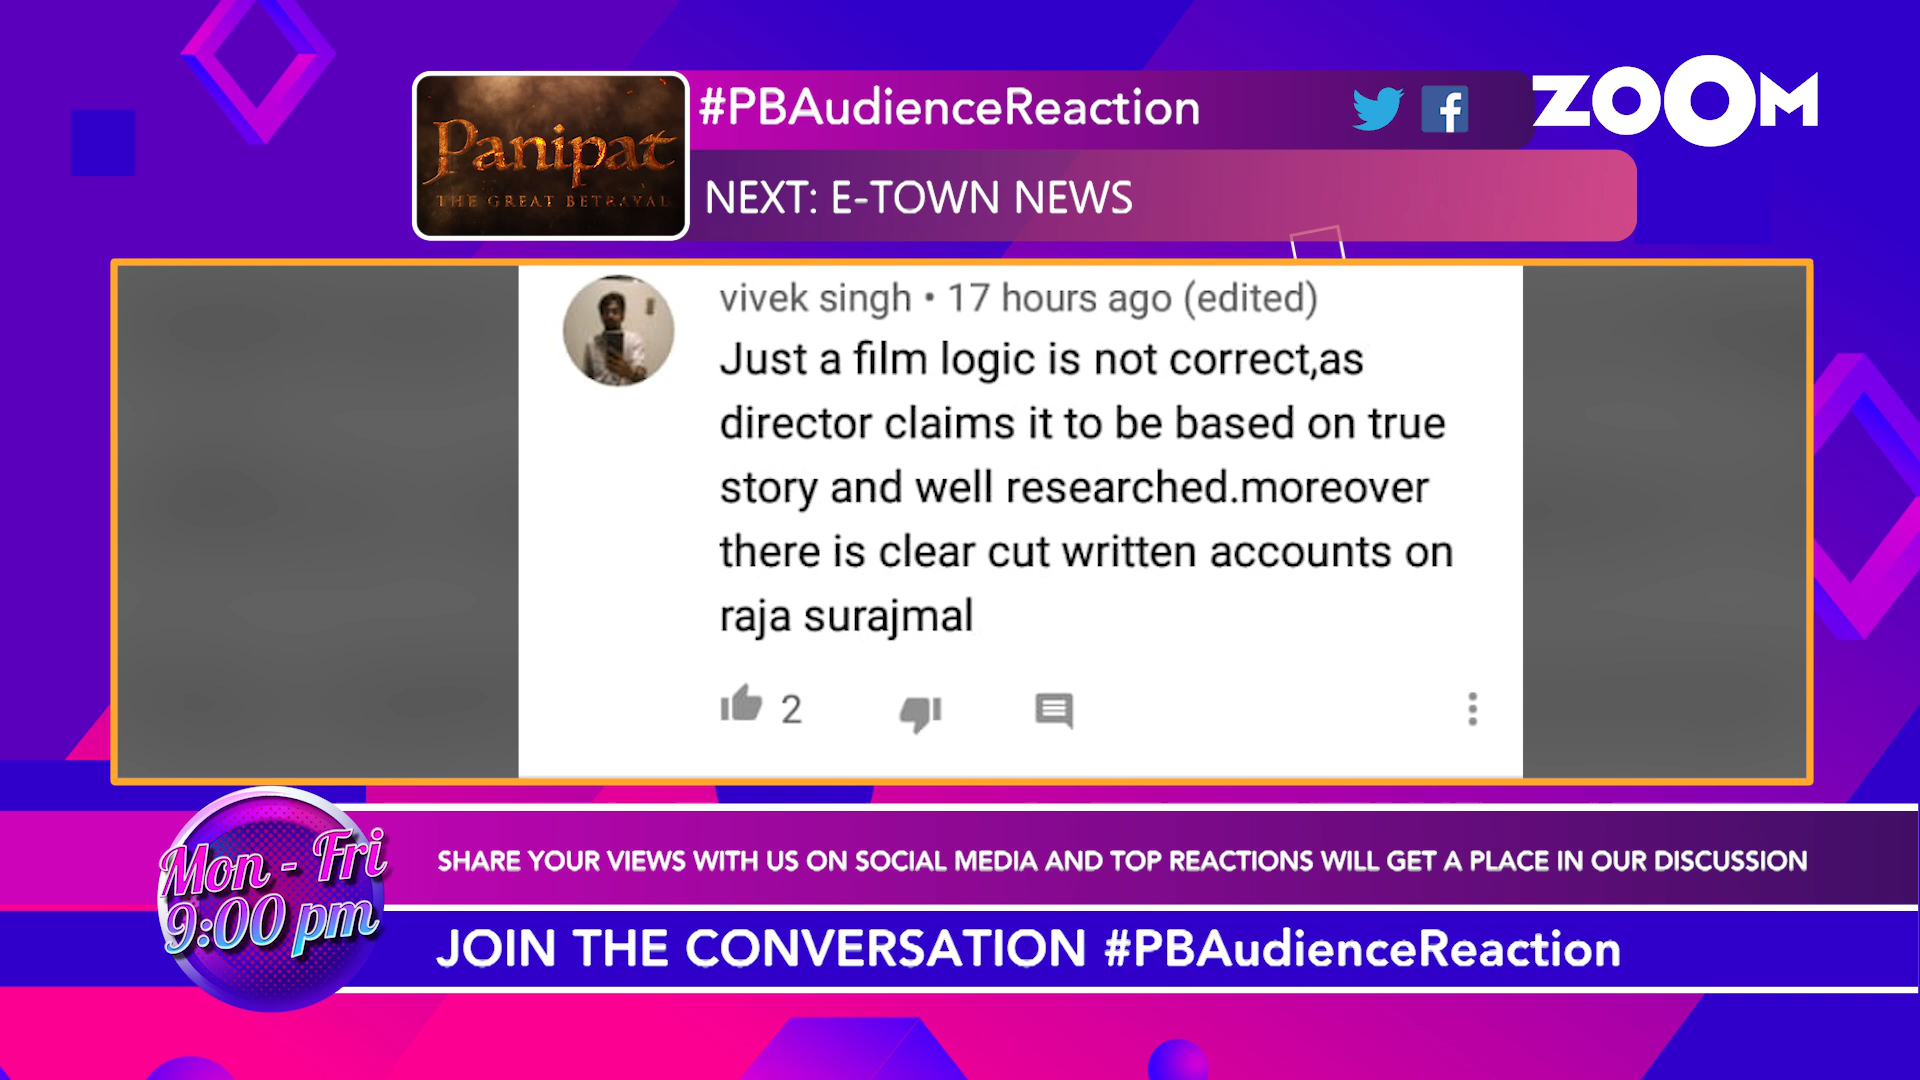 Panipat
THE GREAT BETRAYAL
#PBAudienceReaction
ZOOM
NEXT: E-TOWN NEWS
vivek singh • 17 hours ago (edited)
Just a film logic is not correct,as
director claims it to be based on true
story and well researched.moreover
there is clear cut written accounts on
raja surajmal
2
Mon - Fri
9:00 pm
SHARE YOUR VIEWS WITH US ON SOCIAL MEDIA AND TOP REACTIONS WILL GET A PLACE IN OUR DISCUSSION
JOIN THE CONVERSATION #PBAudienceReaction